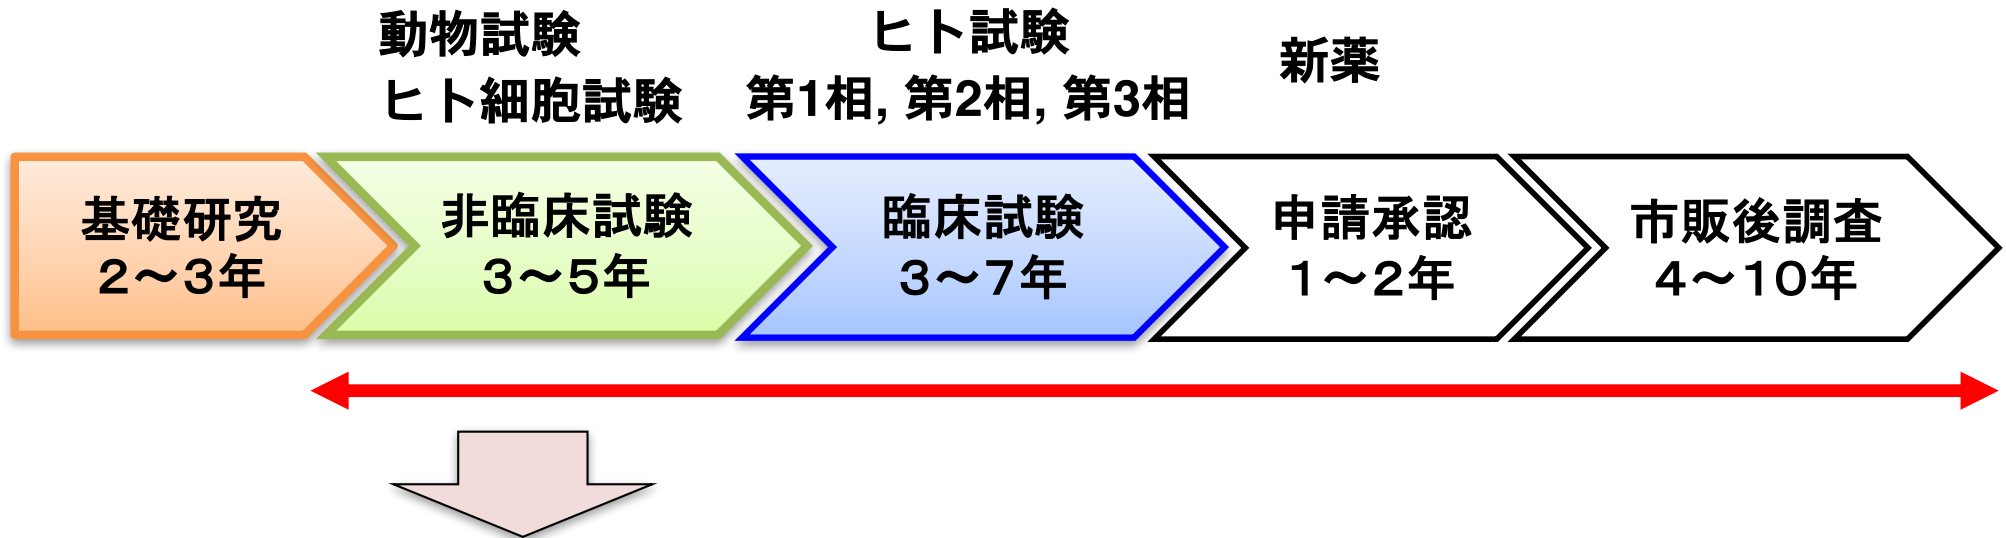 動物試験
ヒト細胞試験
ヒト試験
第1相, 第2相, 第3相
新薬
基礎研究
２～３年
非臨床試験
３～５年
臨床試験
３～７年
申請承認
１～２年
市販後調査
４～１０年